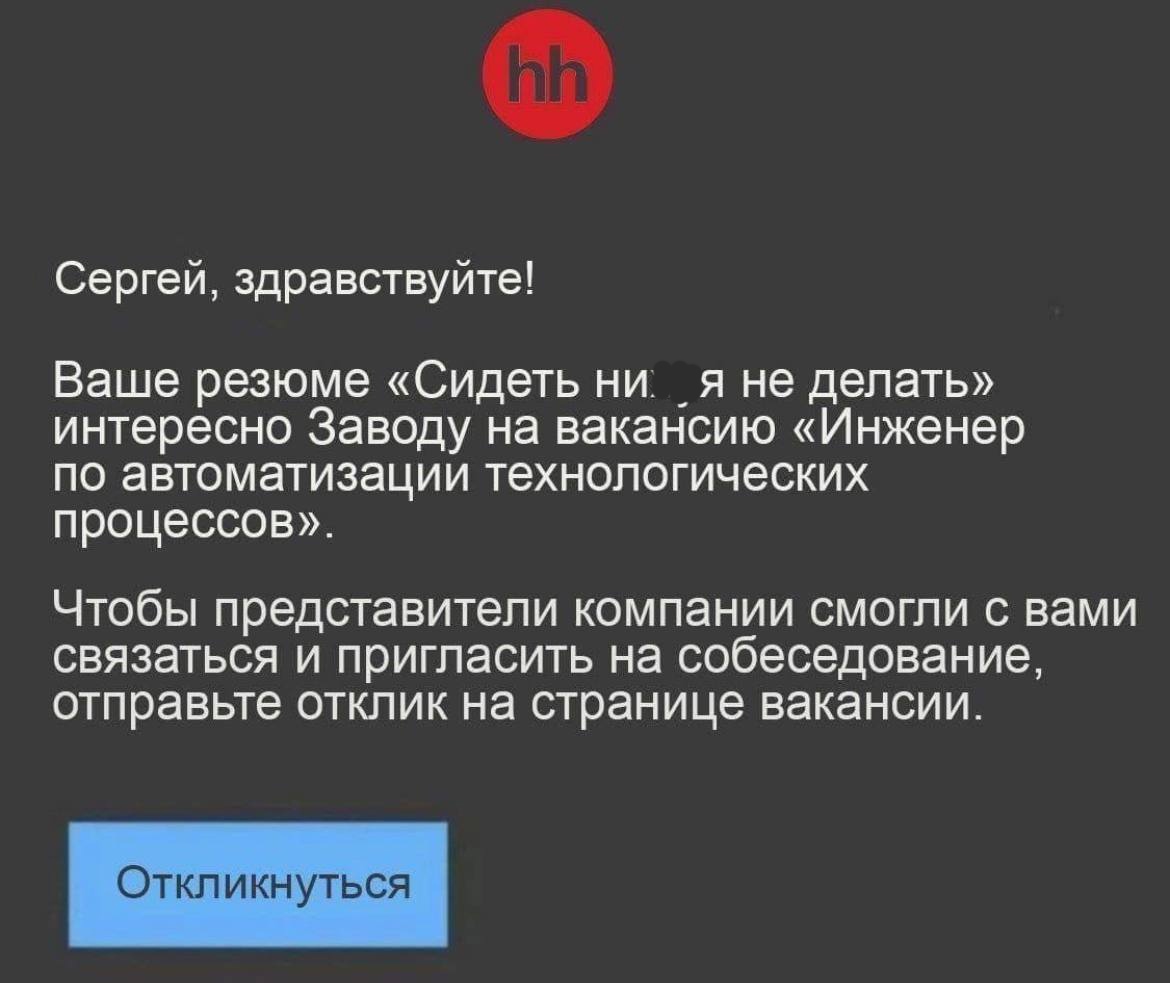 hh
Сергей, здравствуйте!
Ваше резюме «Сидеть не делать»
интересно Заводу на вакансию «Инженер
по автоматизации технологических
процессов».
Чтобы представители компании смогли с вами
связаться и пригласить на собеседование,
отправьте отклик на странице вакансии.
Откликнуться